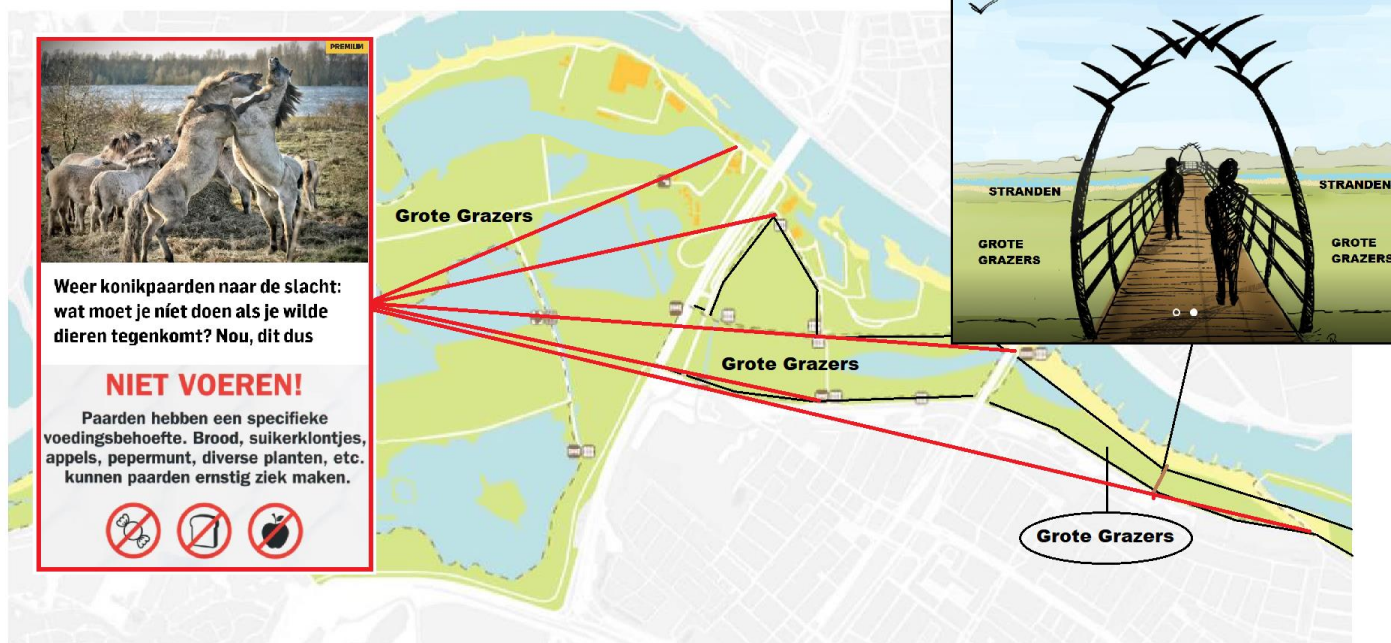 PREMIUM
Weer konikpaarden naar de slacht:
wat moet je níet doen als je wilde
dieren tegenkomt? Nou, dit dus
NIET VOEREN!
Paarden hebben een specifieke
voedingsbehoefte. Brood, suikerklontjes,
appels, pepermunt, diverse planten, etc.
kunnen paarden ernstig ziek maken.
Grote Grazers
Grote Grazers
Grote Grazers
STRANDEN
STRANDEN
GROTE
GRAZERS
GROTE
GRAZERS